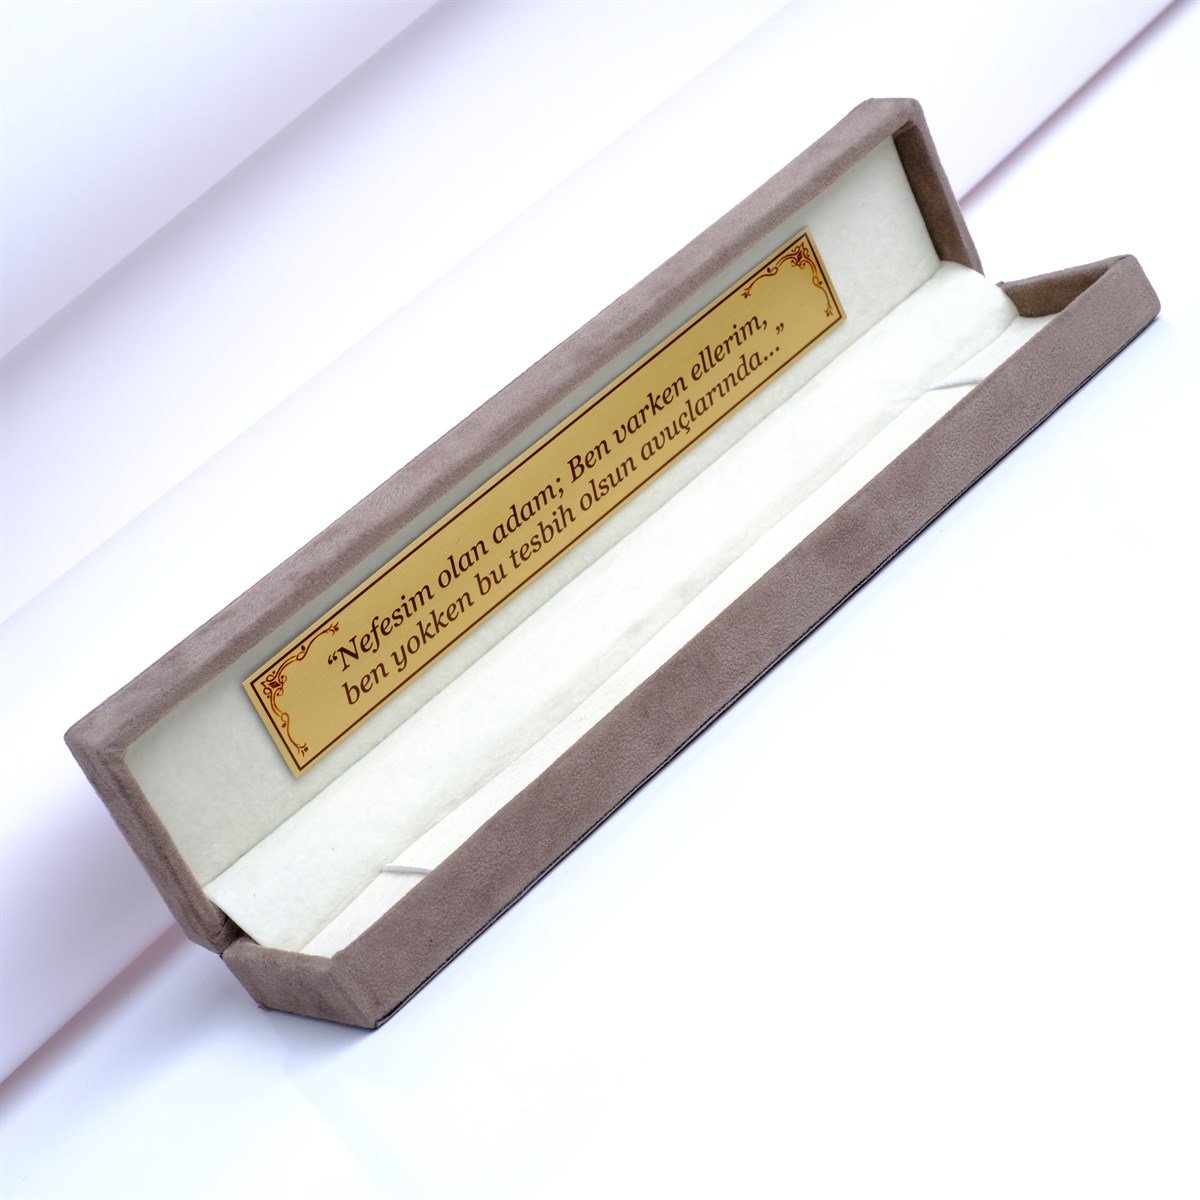 “Nefesim olan adam; Ben varken ellerim,
ben yokken bu tesbih olsun avuçlarında...”